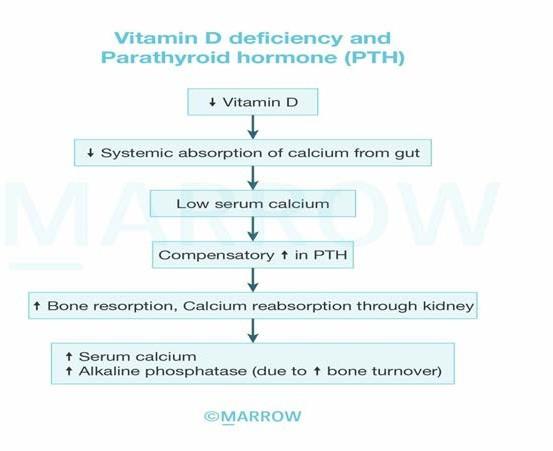 Vitamin D deficiency and
Parathyroid hormone (PTH)
↓ Vitamin D
↓ Systemic absorption of calcium from gut
Low serum calcium
Compensatory ↑ in PTH
↑ Bone resorption, Calcium reabsorption through kidney
↑ Serum calcium
↑ Alkaline phosphatase (due to ↑ bone turnover)
MARROW
©MARROW